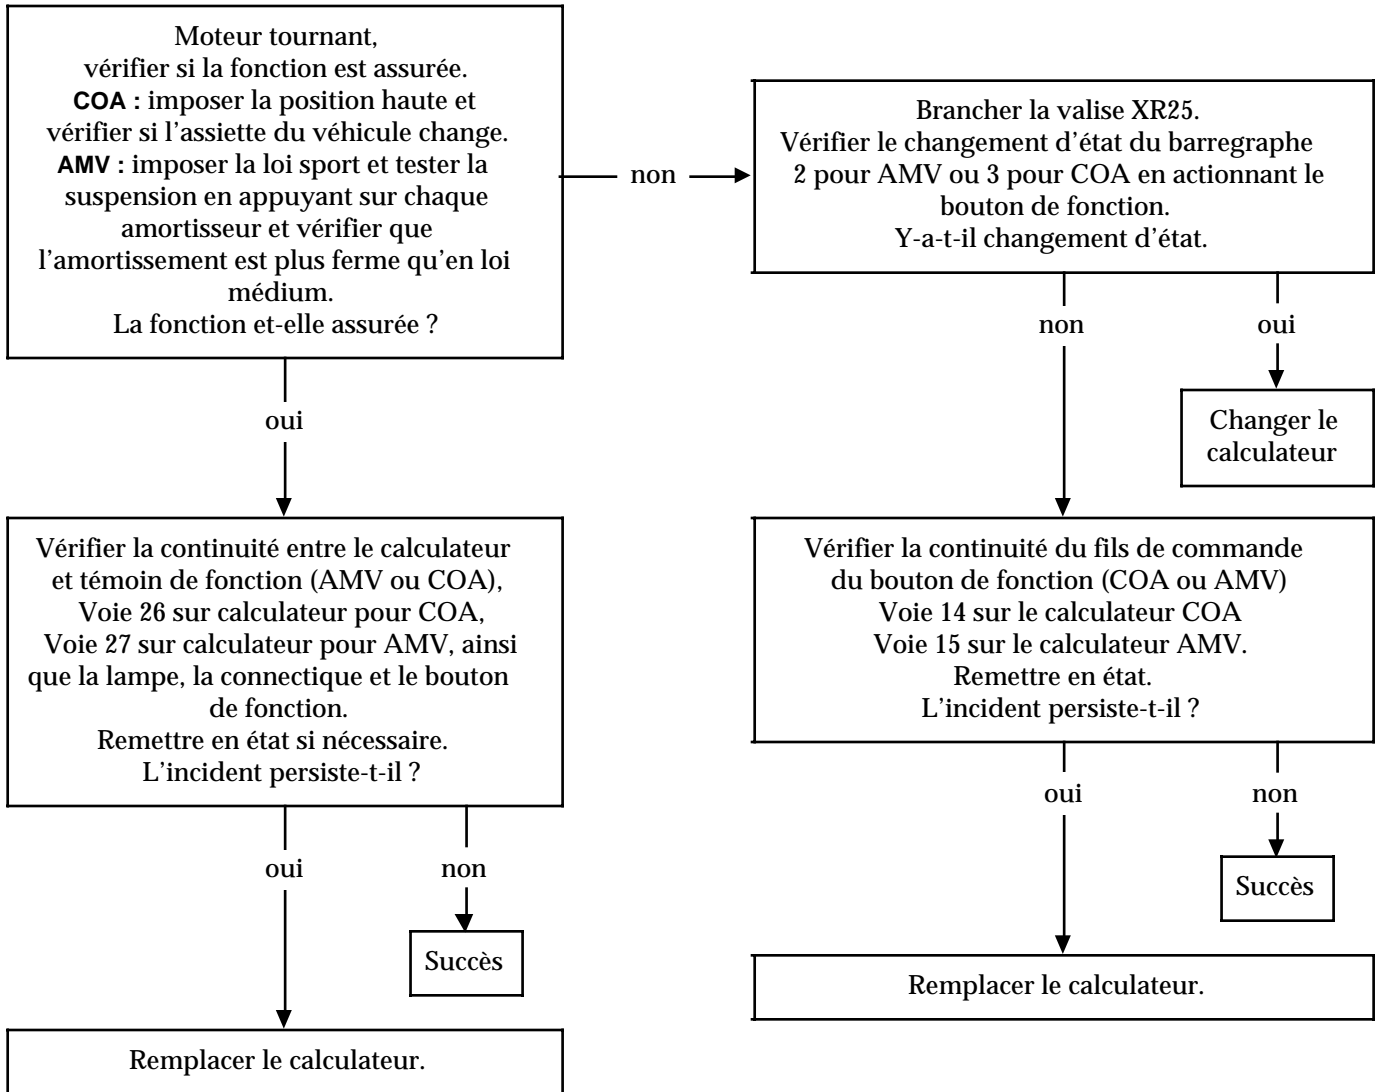 Moteur tournant,
vérifier si la fonction est assurée.
COA : imposer la position haute et
vérifier si l'assiette du véhicule change.
AMV : imposer la loi sport et tester la
suspension en appuyant sur chaque
amortisseur et vérifier que
l'amortissement est plus ferme qu'en loi
médium.
La fonction et-elle assurée ?
non
Brancher la valise XR25.
Vérifier le changement d'état du barregraphe
2 pour AMV ou 3 pour COA en actionnant le
bouton de fonction.
Y-a-t-il changement d'état.
oui
non
oui
Changer le
calculateur
Vérifier la continuité entre le calculateur
et témoin de fonction (AMV ou COA),
Voie 26 sur calculateur pour COA,
Voie 27 sur calculateur pour AMV, ainsi
que la lampe, la connectique et le bouton
de fonction.
Remettre en état si nécessaire.
L'incident persiste-t-il ?
Vérifier la continuité du fils de commande
du bouton de fonction (COA ou AMV)
Voie 14 sur le calculateur COA
Voie 15 sur le calculateur AMV.
Remettre en état.
L'incident persiste-t-il ?
oui
non
Succès
Remplacer le calculateur.
oui
non
Succès
Remplacer le calculateur.